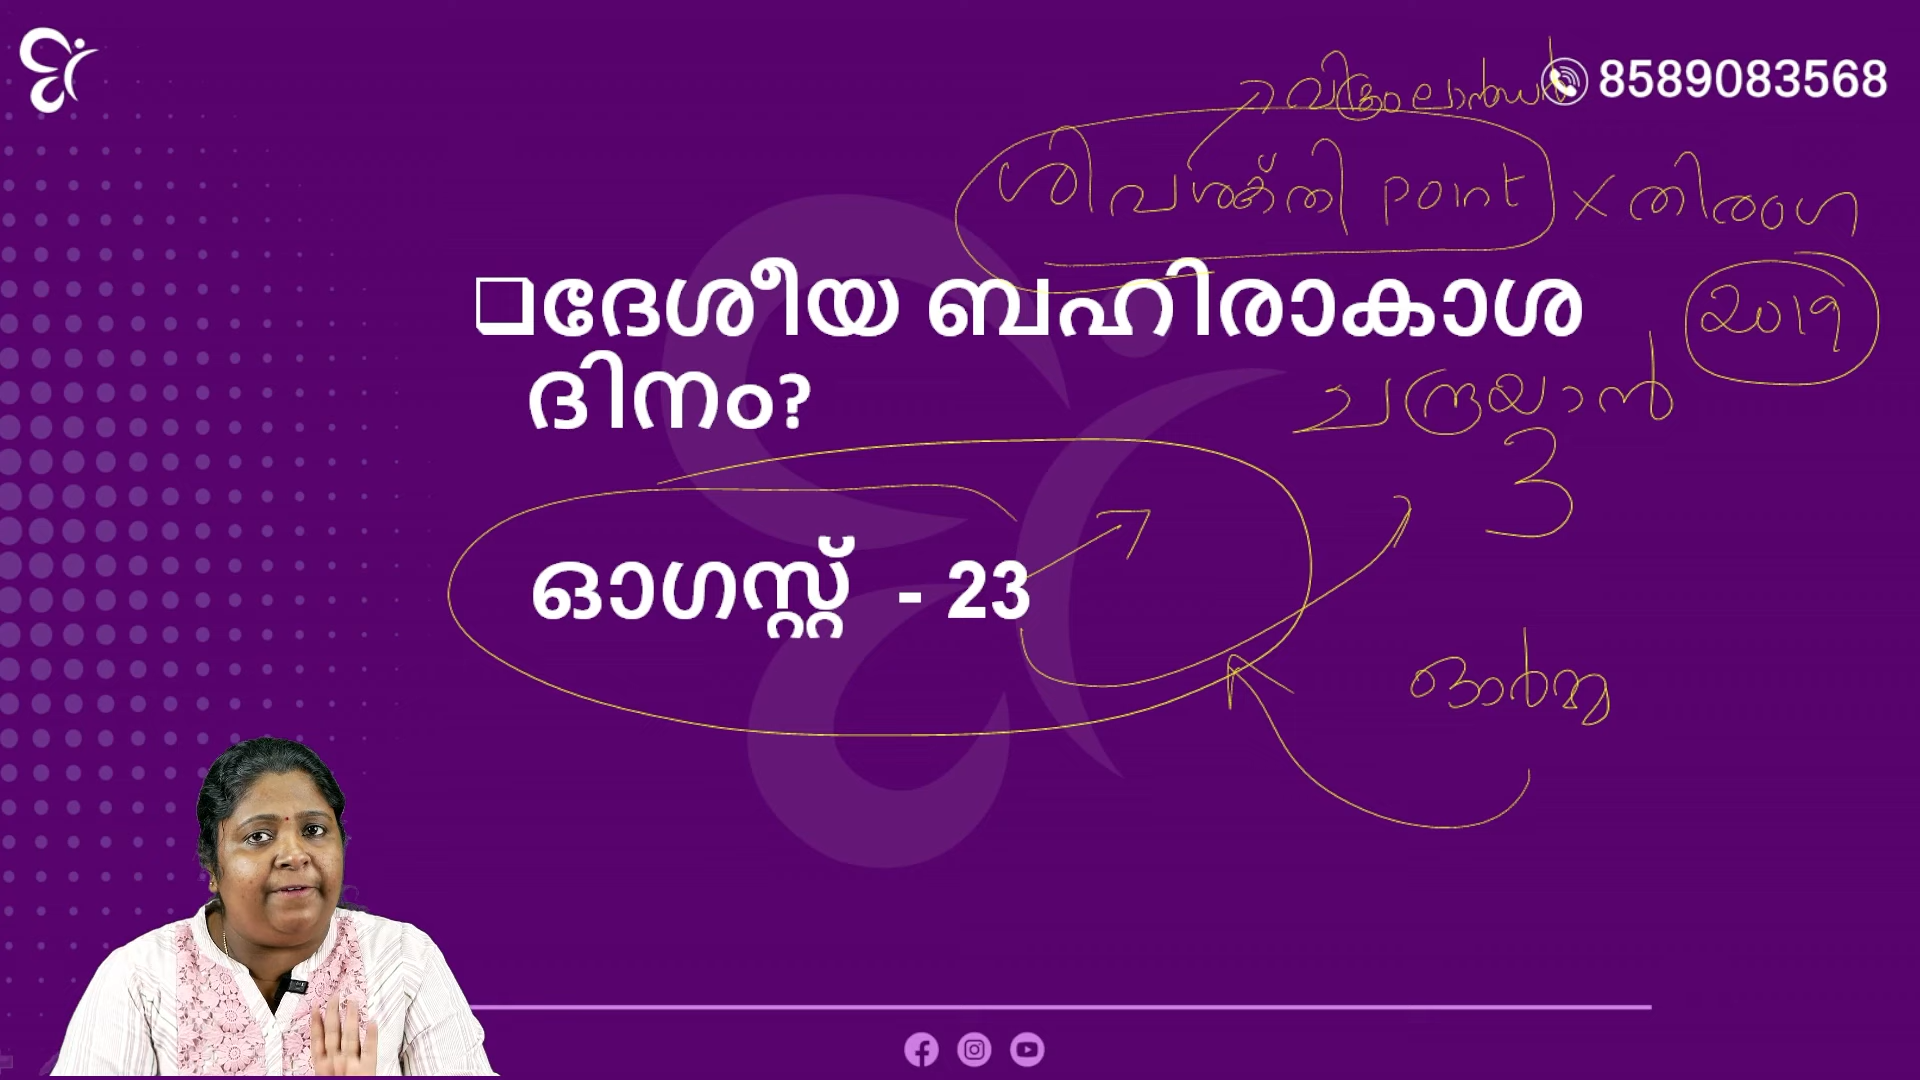 8589083568
വിക്രം ലാൻഡർ
ശിവശക്തി point × തിരംഗ
ദേശീയ ബഹിരാകാശ
ദിനം?
2019
ചന്ദ്രയാൻ
3
ഓഗസ്റ്റ് - 23
ഓർമ്മ